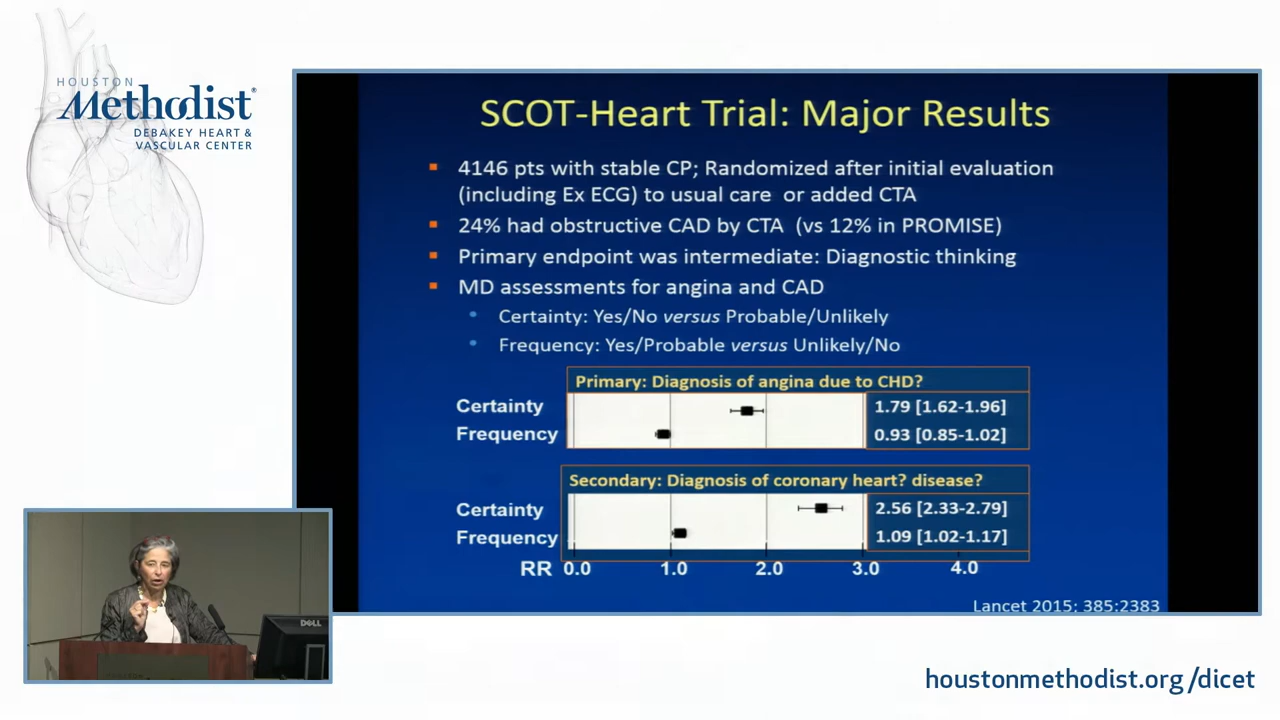 HOUSTON
Methodist®
DEBAKEY HEART &
VASCULAR CENTER
SCOT-Heart Trial: Major Results
4146 pts with stable CP; Randomized after initial evaluation
(including Ex ECG) to usual care or added CTA
24% had obstructive CAD by CTA (vs 12% in PROMISE)
Primary endpoint was intermediate: Diagnostic thinking
MD assessments for angina and CAD
Certainty: Yes/No versus Probable/Unlikely
Frequency: Yes/Probable versus Unlikely/No
Primary: Diagnosis of angina due to CHD?
Certainty 1.79 [1.62-1.96]
Frequency 0.93 [0.85-1.02]
Secondary: Diagnosis of coronary heart? disease?
Certainty 2.56 [2.33-2.79]
Frequency 1.09 [1.02-1.17]
RR 0.0 1.0 2.0 3.0 4.0
Lancet 2015: 385:2383
DELL
houstonmethodist.org/dicet